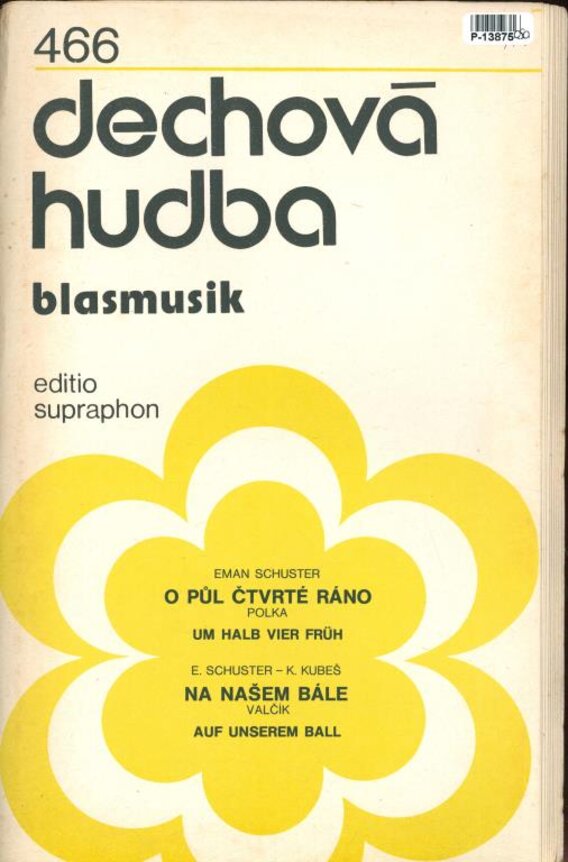 P-13875
466
dechová
hudba
blasmusik
editio
supraphon
EMAN SCHUSTER
O PŮL ČTVRTÉ RÁNO
POLKA
UM HALB VIER FRÜH
E. SCHUSTER – K. KUBEŠ
NA NAŠEM BÁLE
VALČÍK
AUF UNSEREM BALL